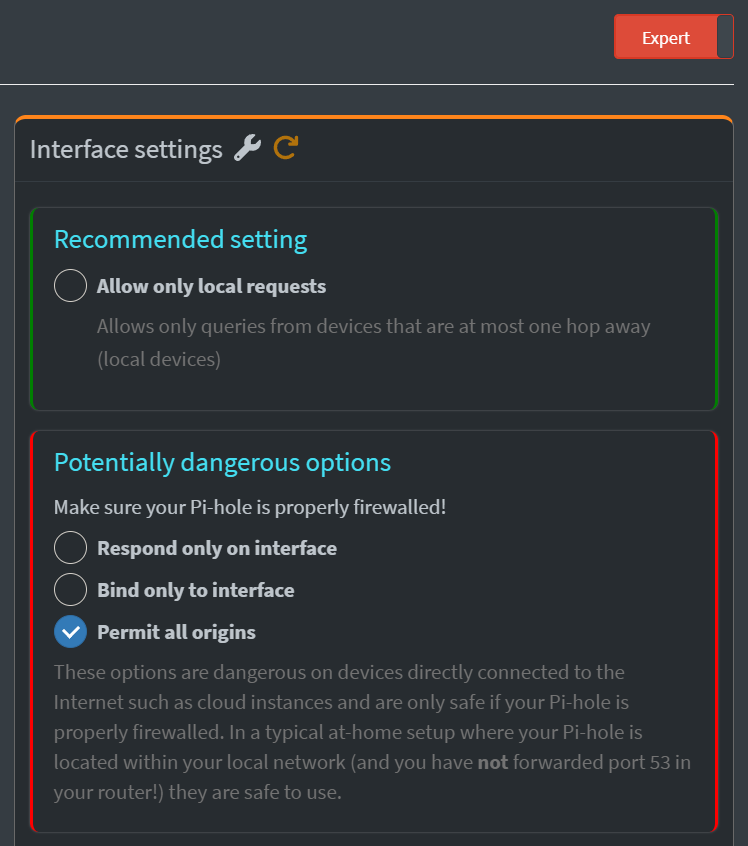 Expert
Interface settings
Recommended setting
Allow only local requests
Allows only queries from devices that are at most one hop away
(local devices)
Potentially dangerous options
Make sure your Pi-hole is properly firewalled!
Respond only on interface
Bind only to interface
Permit all origins
These options are dangerous on devices directly connected to the
Internet such as cloud instances and are only safe if your Pi-hole is
properly firewalled. In a typical at-home setup where your Pi-hole is
located within your local network (and you have not forwarded port 53 in
your router!) they are safe to use.